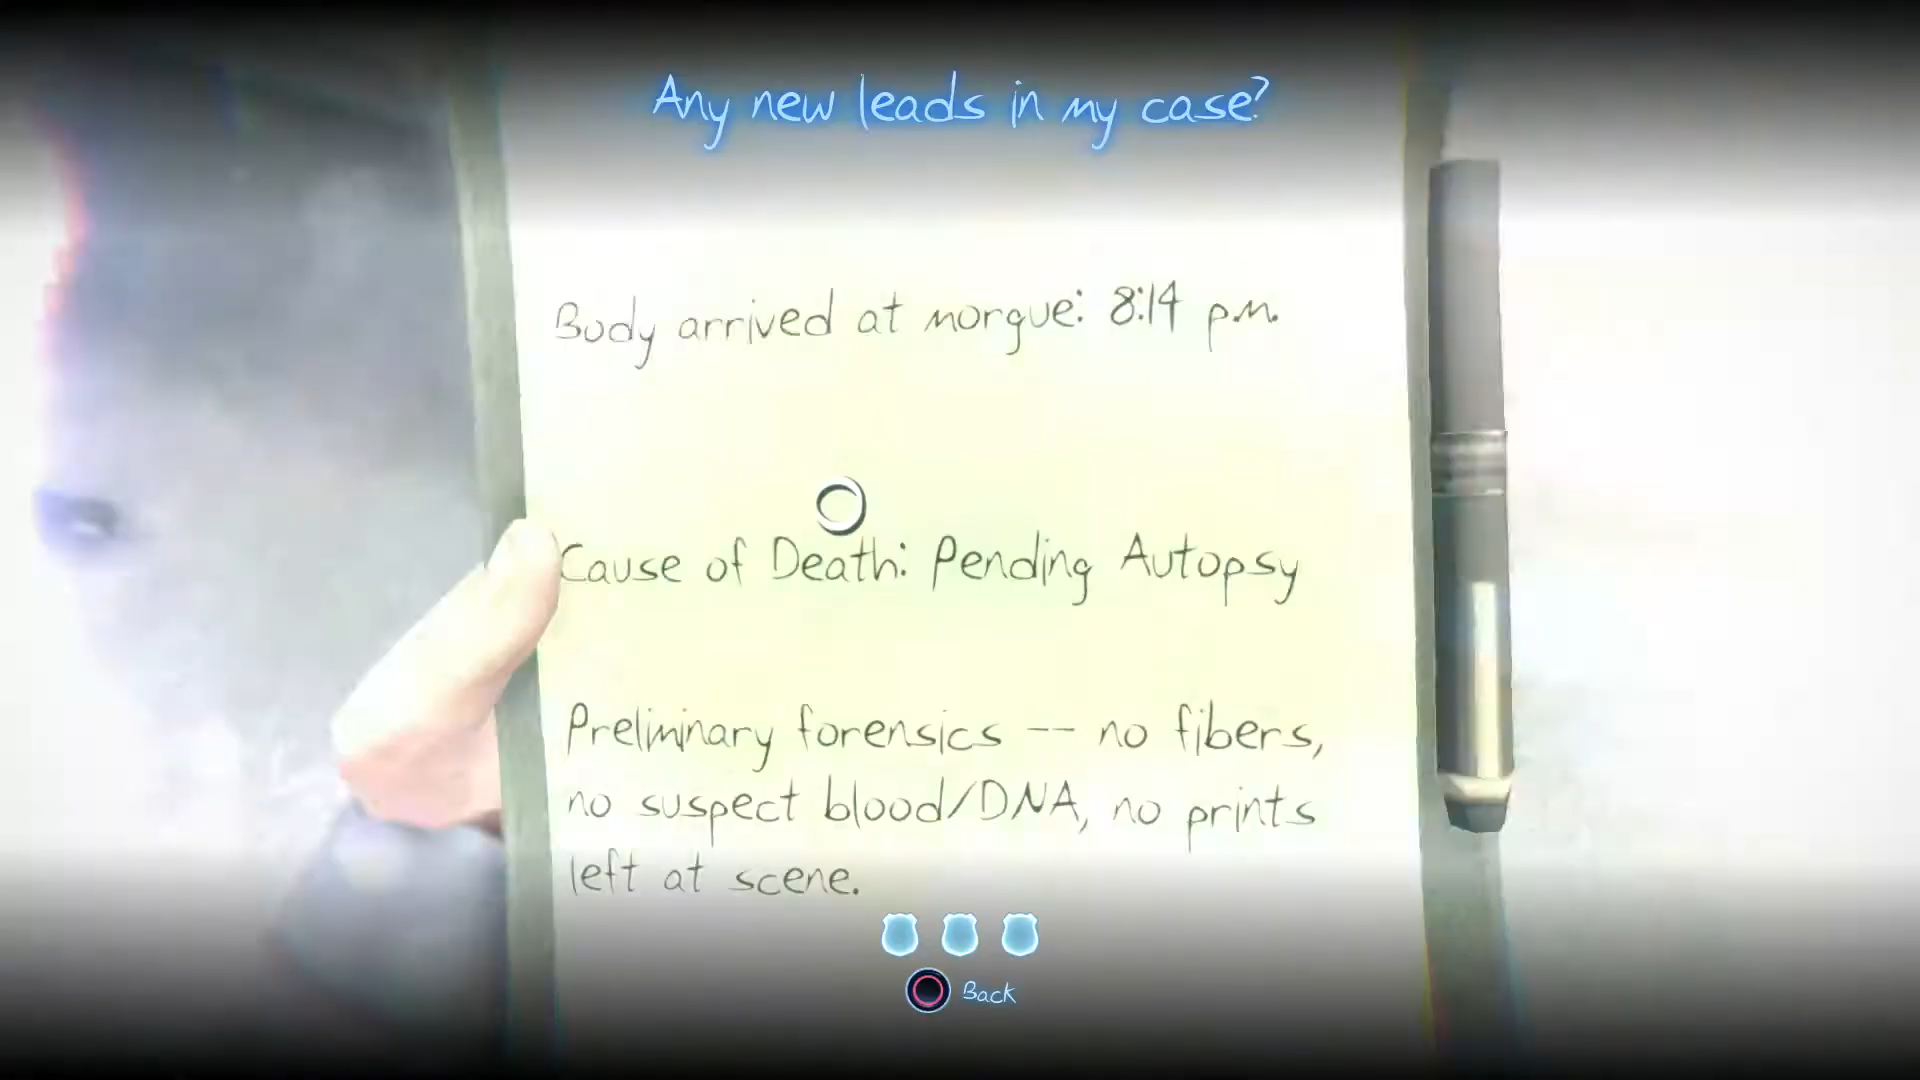 Any new leads in my case?
Body arrived at morgue: 8:14 p.m.
Cause of Death: Pending Autopsy
Preliminary forensics -- no fibers,
no suspect blood/DNA, no prints
left at scene.
Back